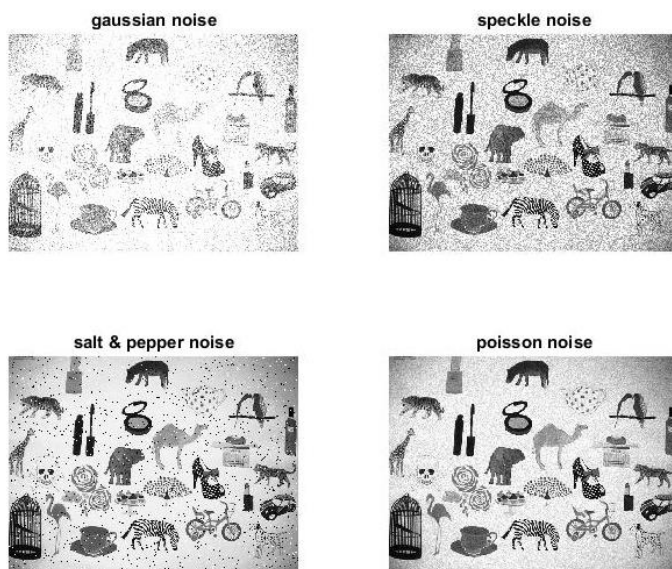 gaussian noise
speckle noise
salt & pepper noise
poisson noise